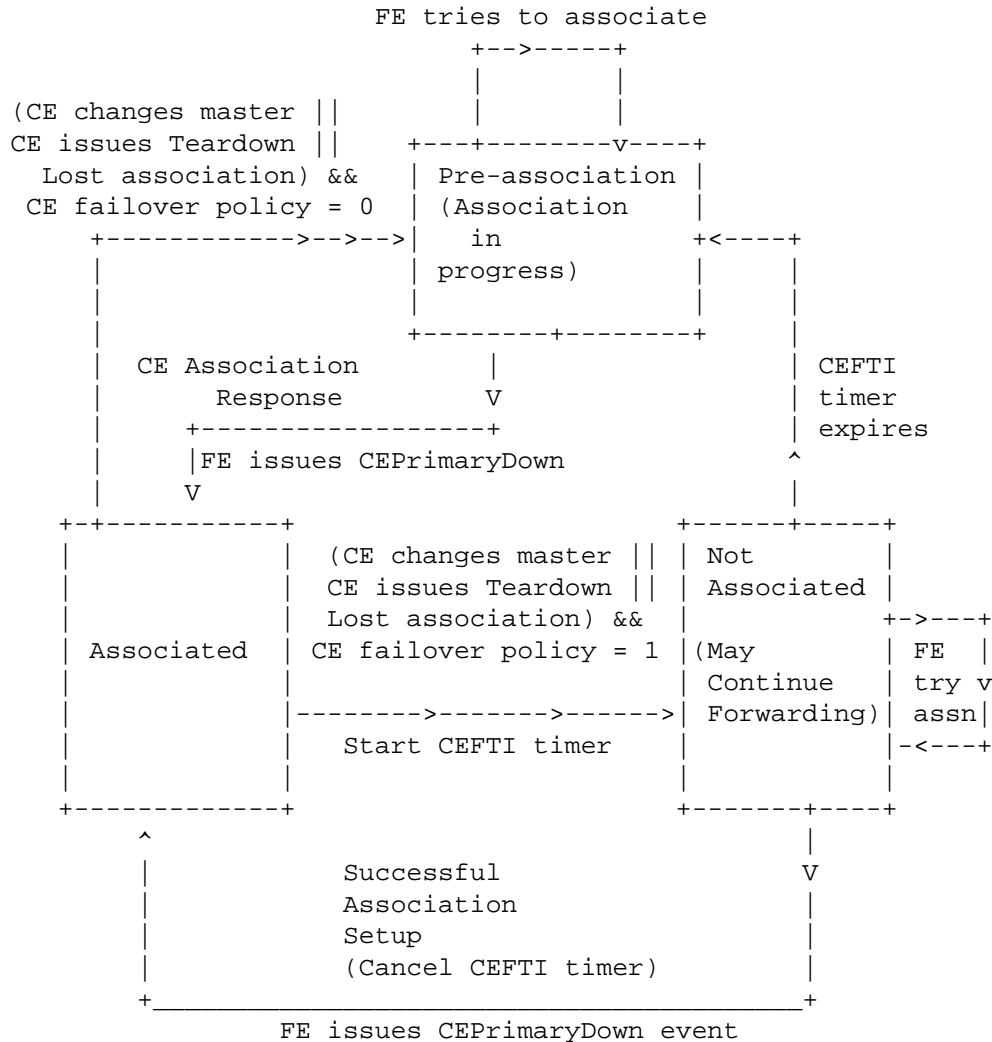 FE tries to associate
+-->-----+
|        |
(CE changes master ||        |        |
CE issues Teardown ||    +---+--------v----+
Lost association) &&   | Pre-association |
CE failover policy = 0  | (Association    |
+------------>-->-->|   in            +<----+
|                   | progress)       |     |
|                   |                 |     |
|                   +--------+--------+     |
|  CE Association        |                  | CEFTI
|       Response         V                  | timer
|     +------------------+                  | expires
|     |FE issues CEPrimaryDown              ^
|     V                                     |
+-+-----------+                        +------+-----+
|             |  (CE changes master || | Not        |
|             |  CE issues Teardown || | Associated |
|             |  Lost association) &&  |            +->---+
| Associated  | CE failover policy = 1 |(May        | FE  |
|             |                        | Continue   | try v
|             |-------->------->------>| Forwarding)| assn|
|             |   Start CEFTI timer    |            |-<---+
|             |                        |            |
+-------------+                        +-------+----+
^                                         |
|            Successful                   V
|            Association                  |
|            Setup                        |
|            (Cancel CEFTI timer)         |
+_________________________________________+
FE issues CEPrimaryDown event